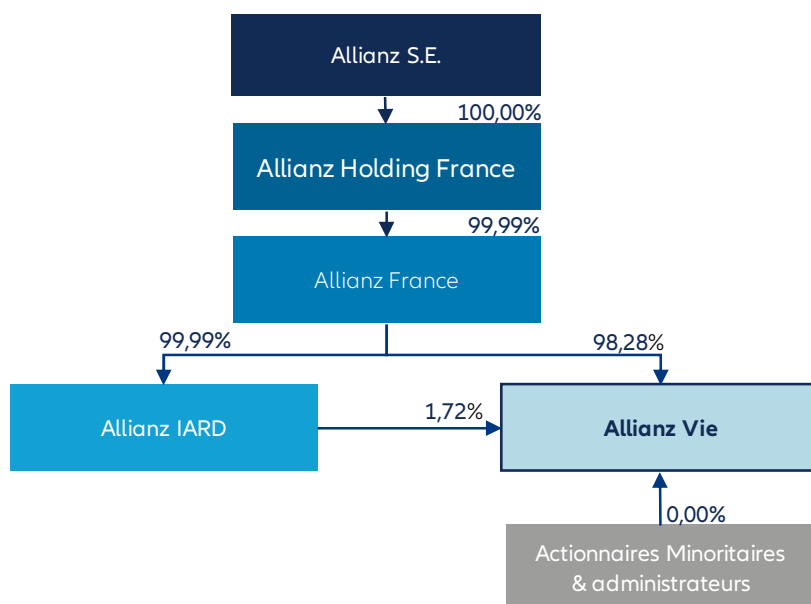 Allianz S.E.
100,00%
Allianz Holding France
99,99%
Allianz France
99,99%
98,28%
Allianz IARD
1,72%
Allianz Vie
0,00%
Actionnaires Minoritaires
& administrateurs